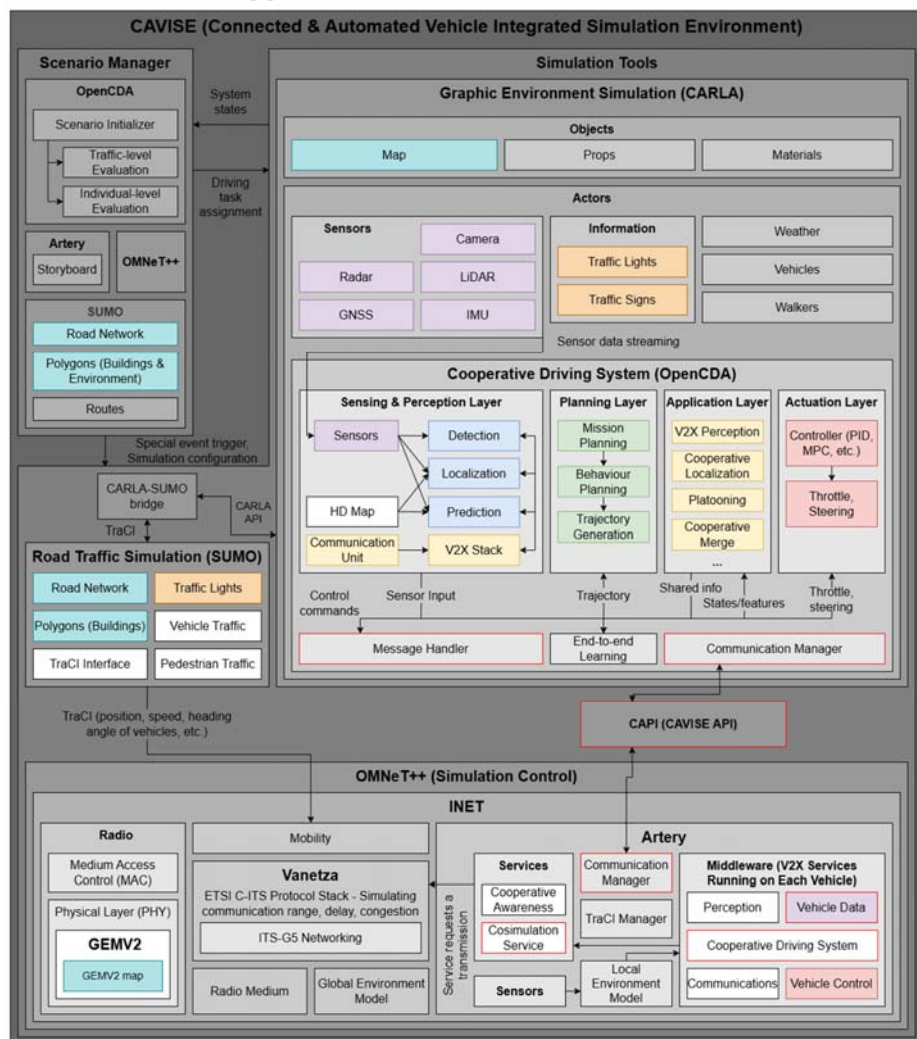 CAVISE (Connected & Automated Vehicle Integrated Simulation Environment)
Scenario Manager
OpenCDA
Scenario Initializer
Traffic-level
Evaluation
Individual-level
Evaluation
Artery
Storyboard
OMNeT++
SUMO
Road Network
Polygons (Buildings &
Environment)
Routes
System
states
Driving
task
assignment
Simulation Tools
Graphic Environment Simulation (CARLA)
Objects
Map
Props
Materials
Actors
Sensors
Camera
Radar
LiDAR
GNSS
IMU
Information
Traffic Lights
Traffic Signs
Weather
Vehicles
Walkers
Sensor data streaming
Cooperative Driving System (OpenCDA)
Sensing & Perception Layer
Sensors
Detection
Localization
HD Map
Prediction
Communication
Unit
V2X Stack
Planning Layer
Mission
Planning
Behaviour
Planning
Trajectory
Generation
Application Layer
V2X Perception
Cooperative
Localization
Platooning
Cooperative
Merge
...
Actuation Layer
Controller (PID,
MPC, etc.)
Throttle,
Steering
Control
commands
Sensor Input
Trajectory
Shared info
States/features
Throttle,
steering
Message Handler
End-to-end
Learning
Communication Manager
Special event trigger,
Simulation configuration
CARLA-SUMO
bridge
CARLA
API
TraCI
Road Traffic Simulation (SUMO)
Road Network
Traffic Lights
Polygons (Buildings)
Vehicle Traffic
TraCI Interface
Pedestrian Traffic
TraCI (position, speed, heading
angle of vehicles, etc.)
CAPI (CAVISE API)
OMNeT++ (Simulation Control)
INET
Radio
Medium Access
Control (MAC)
Physical Layer (PHY)
GEMV2
GEMV2 map
Mobility
Vanetza
ETSI C-ITS Protocol Stack - Simulating
communication range, delay, congestion
ITS-G5 Networking
Radio Medium
Global Environment
Model
Service requests a
transmission
Artery
Services
Cooperative
Awareness
Cosimulation
Service
Sensors
Communication
Manager
TraCI Manager
Local
Environment
Model
Middleware (V2X Services
Running on Each Vehicle)
Perception
Vehicle Data
Cooperative Driving System
Communications
Vehicle Control